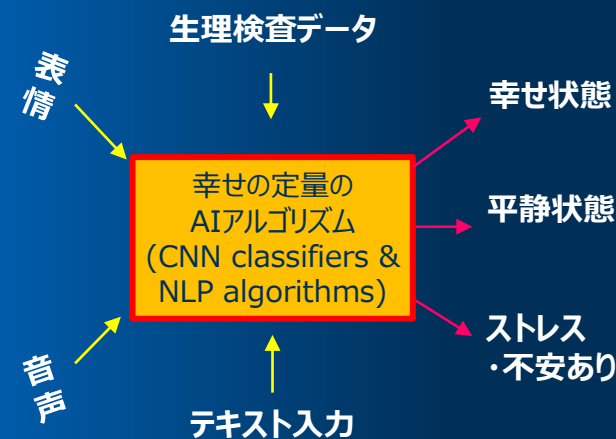 生理検査データ
表情
幸せ状態
幸せの定量の
AIアルゴリズム
(CNN classifiers &
NLP algorithms)
平静状態
ストレス
・不安あり
音声
テキスト入力